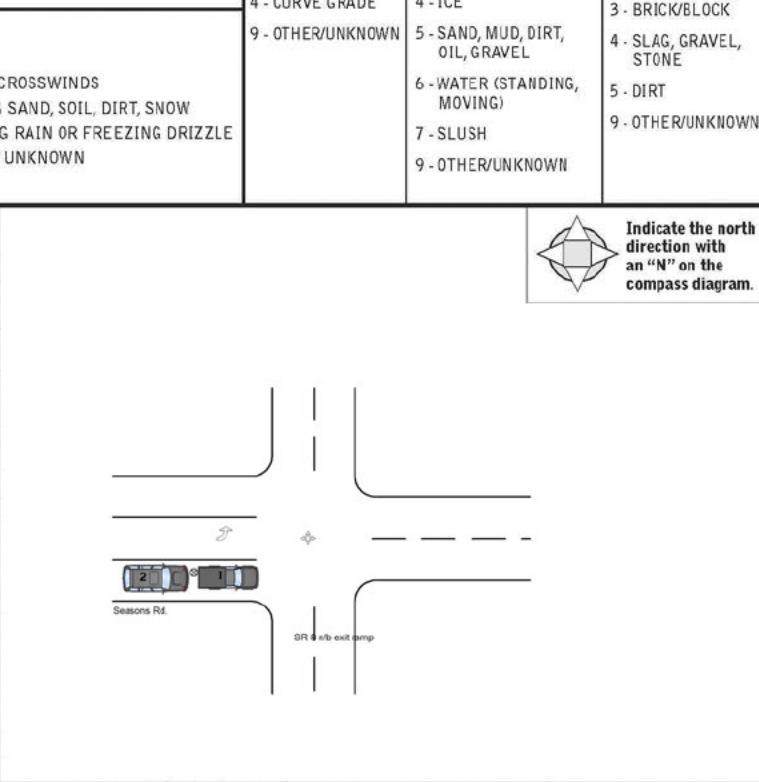 4 - CURVE GRADE
9 - OTHER/UNKNOWN
4 - ICE
5 - SAND, MUD, DIRT,
OIL, GRAVEL
6 - WATER (STANDING,
MOVING)
7 - SLUSH
9 - OTHER/UNKNOWN
3 - BRICK/BLOCK
4 - SLAG, GRAVEL,
STONE
5 - DIRT
9 - OTHER/UNKNOWN
CROSSWINDS
SAND, SOIL, DIRT, SNOW
G RAIN OR FREEZING DRIZZLE
UNKNOWN
Indicate the north
direction with
an “N” on the
compass diagram.
2
1
Seasons Rd.
SR 8 n/b exit ramp